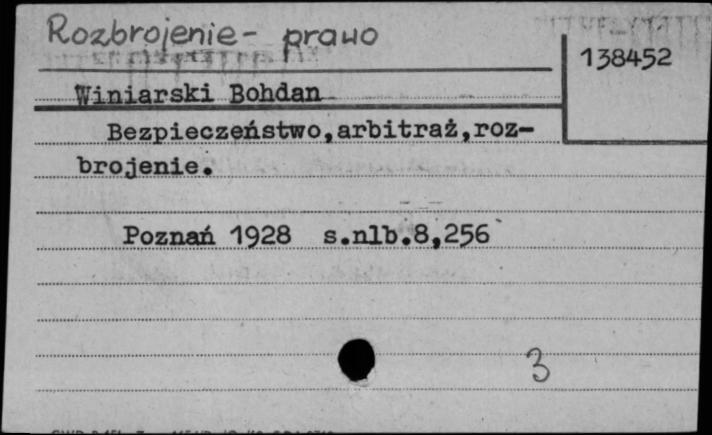 Rozbrojenie - prawo
138452
Winiarski Bohdan
Bezpieczeństwo,arbitraż,roz-
brojenie.
Poznań 1928 s.nlb.8,256
3